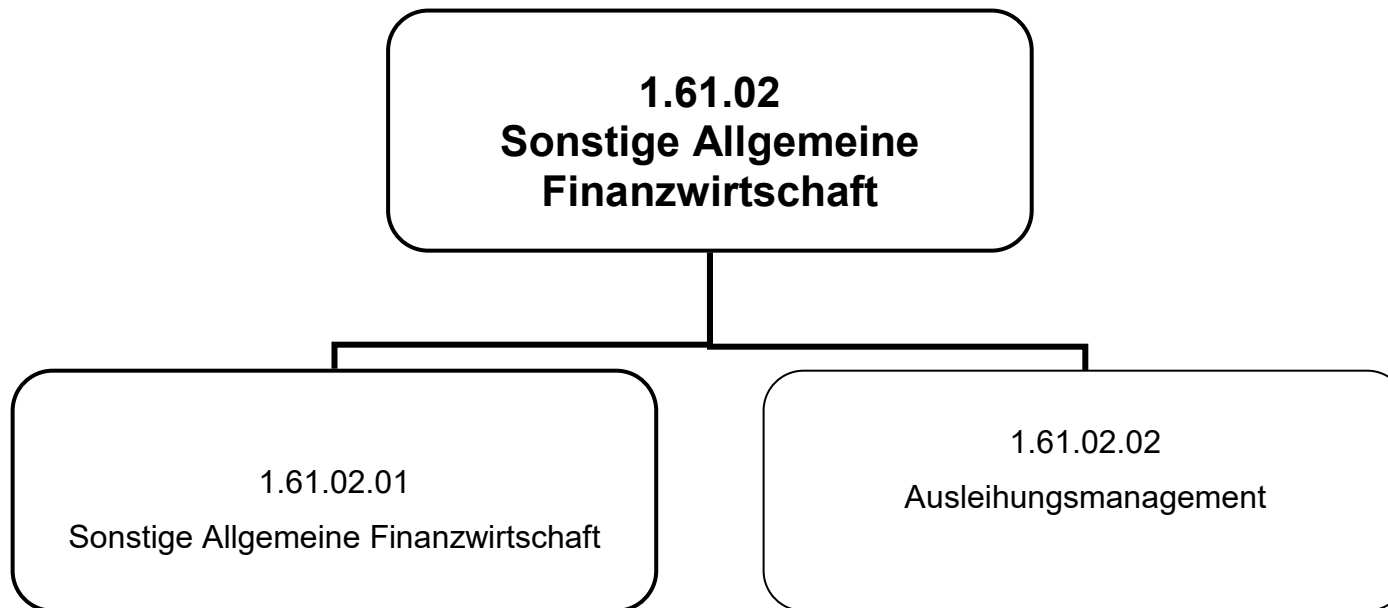 1.61.02
Sonstige Allgemeine
Finanzwirtschaft
1.61.02.01
Sonstige Allgemeine Finanzwirtschaft
1.61.02.02
Ausleihungsmanagement